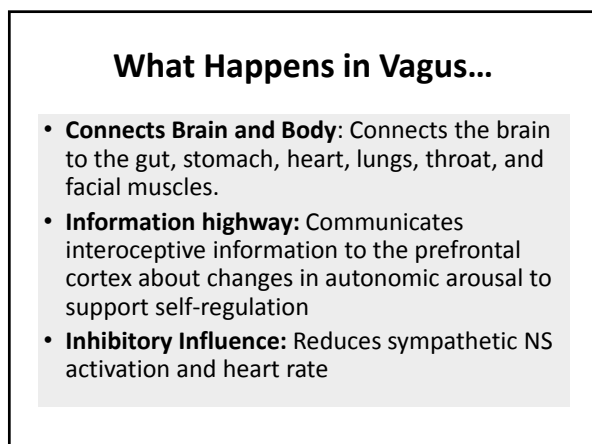 What Happens in Vagus…
• Connects Brain and Body: Connects the brain
to the gut, stomach, heart, lungs, throat, and
facial muscles.
• Information highway: Communicates
interoceptive information to the prefrontal
cortex about changes in autonomic arousal to
support self-regulation
• Inhibitory Influence: Reduces sympathetic NS
activation and heart rate